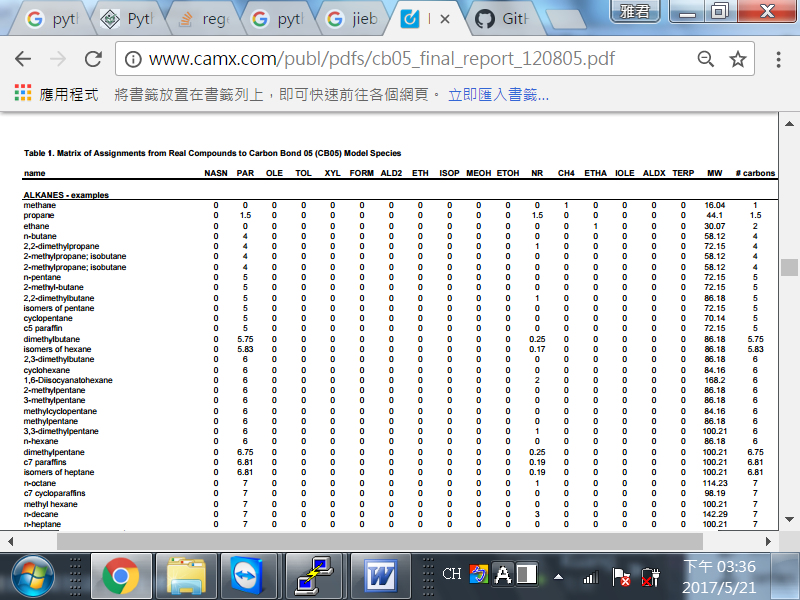 pytl Pytl reg pytl jieb GitH 雅君
www.camx.com/publ/pdfs/cb05_final_report_120805.pdf
應用程式 將書籤放置在書籤列上，即可快速前往各個網頁。 立即匯入書籤...
Table 1. Matrix of Assignments from Real Compounds to Carbon Bond 05 (CB05) Model Species
name NASN PAR OLE TOL XYL FORM ALD2 ETH ISOP MEOH ETOH NR CH4 ETHA IOLE ALDX TERP MW # carbons
ALKANES - examples
methane 0 0 0 0 0 0 0 0 0 0 0 0 1 0 0 0 0 16.04 1
propane 0 1.5 0 0 0 0 0 0 0 0 0 1.5 0 0 0 0 0 44.1 1.5
ethane 0 0 0 0 0 0 0 0 0 0 0 0 0 1 0 0 0 30.07 2
n-butane 0 4 0 0 0 0 0 0 0 0 0 0 0 0 0 0 0 58.12 4
2,2-dimethylpropane 0 4 0 0 0 0 0 0 0 0 0 1 0 0 0 0 0 72.15 4
2-methylpropane; isobutane 0 4 0 0 0 0 0 0 0 0 0 0 0 0 0 0 0 58.12 4
2-methylpropane; isobutane 0 4 0 0 0 0 0 0 0 0 0 0 0 0 0 0 0 58.12 4
n-pentane 0 5 0 0 0 0 0 0 0 0 0 0 0 0 0 0 0 72.15 5
2-methyl-butane 0 5 0 0 0 0 0 0 0 0 0 0 0 0 0 0 0 72.15 5
2,2-dimethylbutane 0 5 0 0 0 0 0 0 0 0 0 1 0 0 0 0 0 86.18 5
isomers of pentane 0 5 0 0 0 0 0 0 0 0 0 0 0 0 0 0 0 72.15 5
cyclopentane 0 5 0 0 0 0 0 0 0 0 0 0 0 0 0 0 0 70.14 5
c5 paraffin 0 5 0 0 0 0 0 0 0 0 0 0 0 0 0 0 0 72.15 5
dimethylbutane 0 5.75 0 0 0 0 0 0 0 0 0 0.25 0 0 0 0 0 86.18 5.75
isomers of hexane 0 5.83 0 0 0 0 0 0 0 0 0 0.17 0 0 0 0 0 86.18 5.83
2,3-dimethylbutane 0 6 0 0 0 0 0 0 0 0 0 0 0 0 0 0 0 86.18 6
cyclohexane 0 6 0 0 0 0 0 0 0 0 0 0 0 0 0 0 0 84.16 6
1,6-Diisocyanatohexane 0 6 0 0 0 0 0 0 0 0 0 2 0 0 0 0 0 168.2 6
2-methylpentane 0 6 0 0 0 0 0 0 0 0 0 0 0 0 0 0 0 86.18 6
3-methylpentane 0 6 0 0 0 0 0 0 0 0 0 0 0 0 0 0 0 86.18 6
methylcyclopentane 0 6 0 0 0 0 0 0 0 0 0 0 0 0 0 0 0 84.16 6
methylpentane 0 6 0 0 0 0 0 0 0 0 0 0 0 0 0 0 0 86.18 6
3,3-dimethylpentane 0 6 0 0 0 0 0 0 0 0 0 1 0 0 0 0 0 100.21 6
n-hexane 0 6 0 0 0 0 0 0 0 0 0 0 0 0 0 0 0 86.18 6
dimethylpentane 0 6.75 0 0 0 0 0 0 0 0 0 0.25 0 0 0 0 0 100.21 6.75
c7 paraffins 0 6.81 0 0 0 0 0 0 0 0 0 0.19 0 0 0 0 0 100.21 6.81
isomers of heptane 0 6.81 0 0 0 0 0 0 0 0 0 0.19 0 0 0 0 0 100.21 6.81
n-octane 0 7 0 0 0 0 0 0 0 0 0 1 0 0 0 0 0 114.23 7
c7 cycloparaffins 0 7 0 0 0 0 0 0 0 0 0 0 0 0 0 0 0 98.19 7
methyl hexane 0 7 0 0 0 0 0 0 0 0 0 0 0 0 0 0 0 100.21 7
n-decane 0 7 0 0 0 0 0 0 0 0 0 3 0 0 0 0 0 142.29 7
n-heptane 0 7 0 0 0 0 0 0 0 0 0 0 0 0 0 0 0 100.21 7
CH A 下午 03:36
2017/5/21